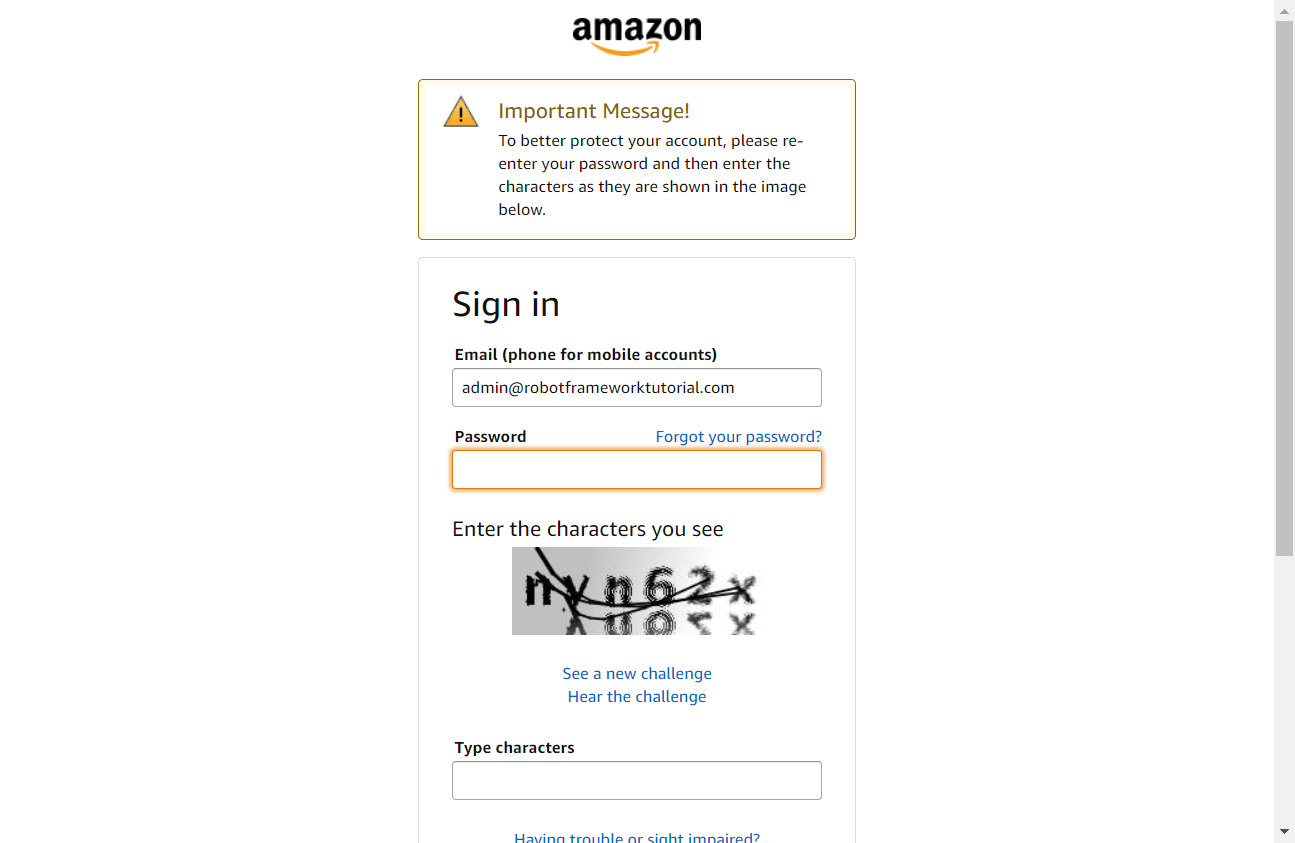 amazon
Important Message!
To better protect your account, please re-
enter your password and then enter the
characters as they are shown in the image
below.
Sign in
Email (phone for mobile accounts)
admin@robotframeworktutorial.com
Password Forgot your password?
Enter the characters you see
See a new challenge
Hear the challenge
Type characters
Having trouble or sight impaired?